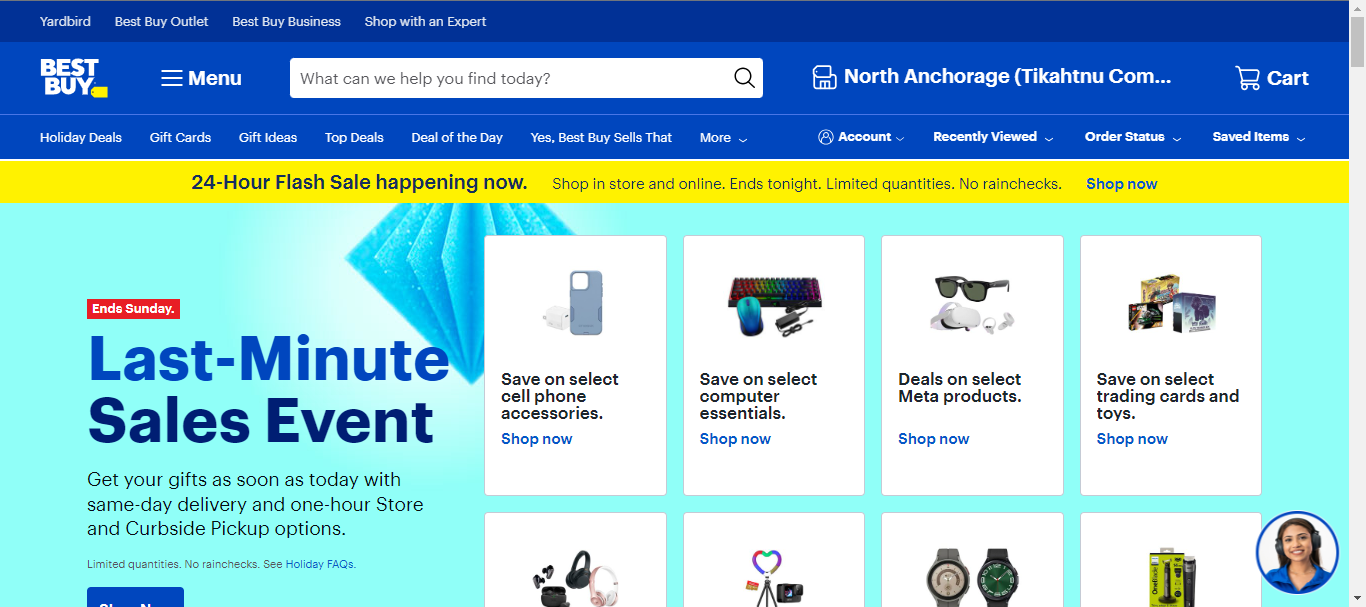 Yardbird Best Buy Outlet Best Buy Business Shop with an Expert
BEST
BUY
Menu
What can we help you find today?
North Anchorage (Tikahtnu Com...
Cart
Holiday Deals Gift Cards Gift Ideas Top Deals Deal of the Day Yes, Best Buy Sells That More
Account Recently Viewed Order Status Saved Items
24-Hour Flash Sale happening now. Shop in store and online. Ends tonight. Limited quantities. No rainchecks. Shop now
Ends Sunday.
Last-Minute
Sales Event
Get your gifts as soon as today with
same-day delivery and one-hour Store
and Curbside Pickup options.
Limited quantities. No rainchecks. See Holiday FAQs.
Save on select
cell phone
accessories.
Shop now
Save on select
computer
essentials.
Shop now
Deals on select
Meta products.
Shop now
Save on select
trading cards and
toys.
Shop now
OneBlade